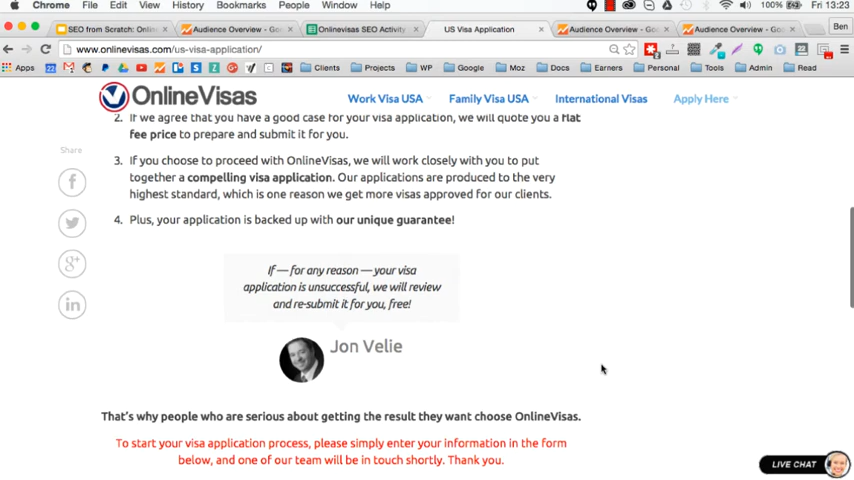 Chrome File Edit View History Bookmarks People Window Help 100% Fri 13:23
SEO from Scratch: Onlin
Audience Overview - Go
Onlinevisas SEO Activity
US Visa Application
Audience Overview - Goo
Audience Overview - Goo
Ben
www.onlinevisas.com/us-visa-application/
Apps Clients Projects WP Google Moz Docs Earners Personal Tools Admin Read
OnlineVisas Work Visa USA Family Visa USA International Visas Apply Here
2. If we agree that you have a good case for your visa application, we will quote you a flat
fee price to prepare and submit it for you.
Share
3. If you choose to proceed with OnlineVisas, we will work closely with you to put
together a compelling visa application. Our applications are produced to the very
highest standard, which is one reason we get more visas approved for our clients.
4. Plus, your application is backed up with our unique guarantee!
If — for any reason — your visa
application is unsuccessful, we will review
and re-submit it for you, free!
Jon Velie
That's why people who are serious about getting the result they want choose OnlineVisas.
To start your visa application process, please simply enter your information in the form
below, and one of our team will be in touch shortly. Thank you.
LIVE CHAT